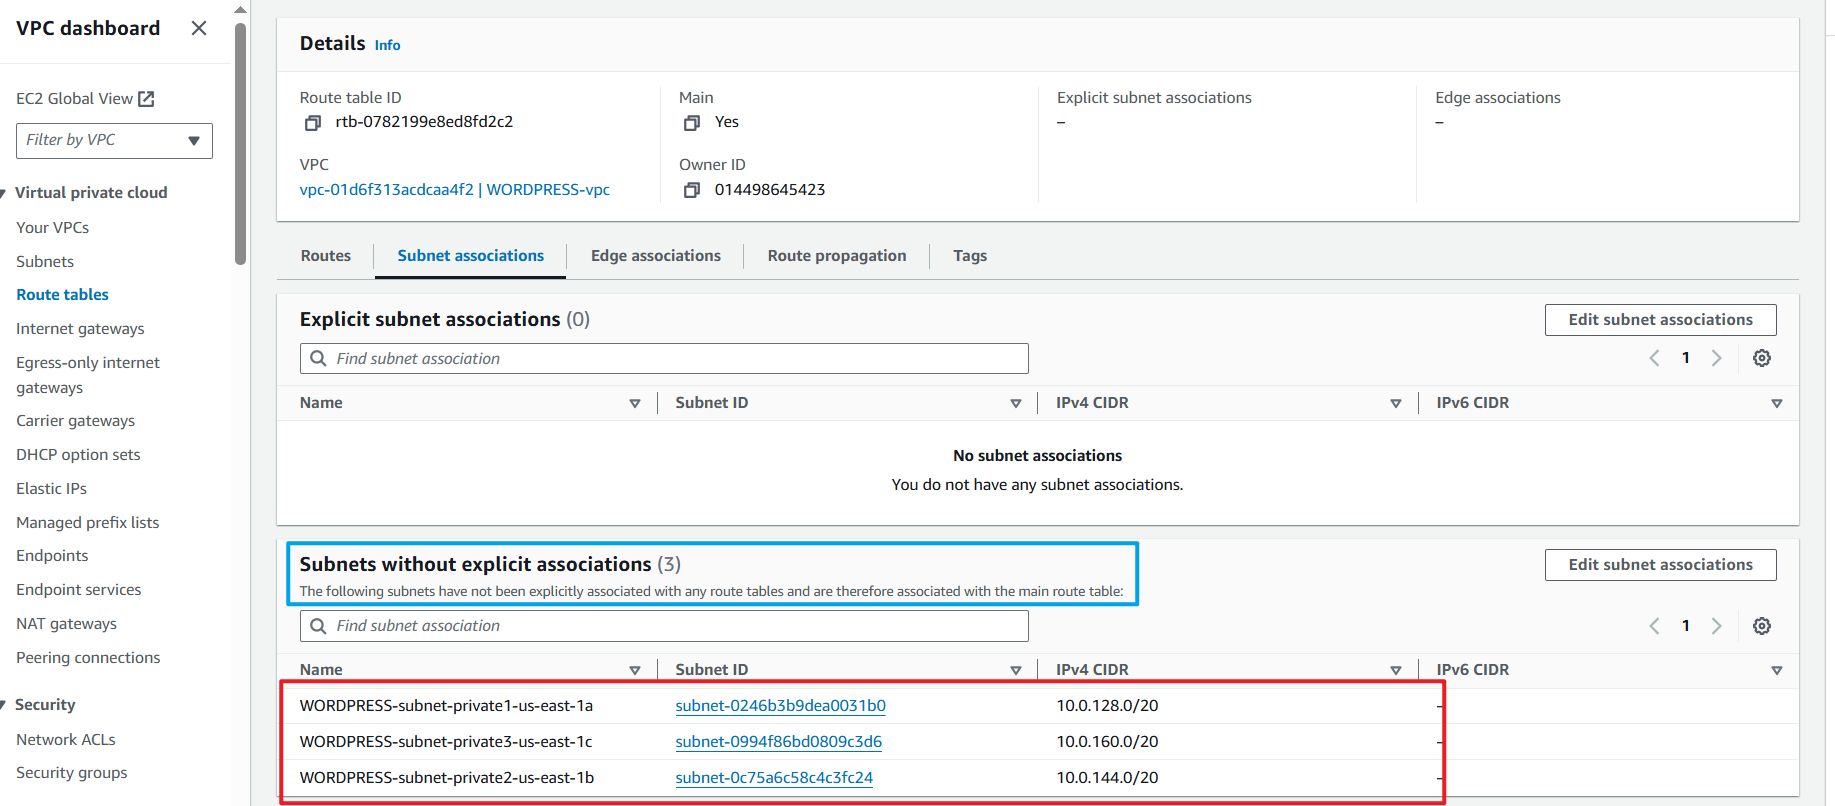 VPC dashboard
EC2 Global View
Filter by VPC
Virtual private cloud
Your VPCs
Subnets
Route tables
Internet gateways
Egress-only internet
gateways
Carrier gateways
DHCP option sets
Elastic IPs
Managed prefix lists
Endpoints
Endpoint services
NAT gateways
Peering connections
Security
Network ACLs
Security groups
Details Info
Route table ID
rtb-0782199e8ed8fd2c2
Main
Yes
Explicit subnet associations
–
Edge associations
–
VPC
vpc-01d6f313acdcaa4f2 | WORDPRESS-vpc
Owner ID
014498645423
Routes Subnet associations Edge associations Route propagation Tags
Explicit subnet associations (0)
Edit subnet associations
Find subnet association
1
Name Subnet ID IPv4 CIDR IPv6 CIDR
No subnet associations
You do not have any subnet associations.
Subnets without explicit associations (3)
Edit subnet associations
The following subnets have not been explicitly associated with any route tables and are therefore associated with the main route table:
Find subnet association
1
Name Subnet ID IPv4 CIDR IPv6 CIDR
WORDPRESS-subnet-private1-us-east-1a subnet-0246b3b9dea0031b0 10.0.128.0/20 –
WORDPRESS-subnet-private3-us-east-1c subnet-0994f86bd0809c3d6 10.0.160.0/20 –
WORDPRESS-subnet-private2-us-east-1b subnet-0c75a6c58c4c3fc24 10.0.144.0/20 –